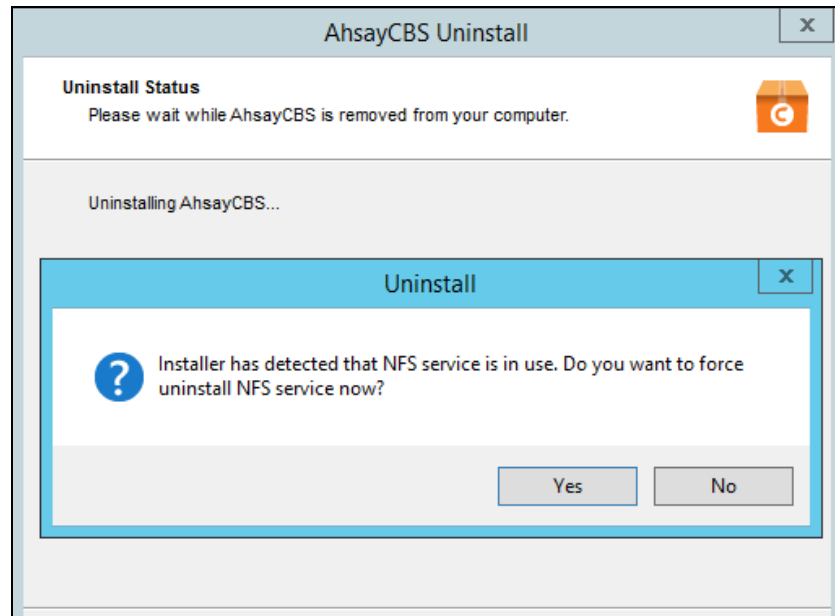 AhsayCBS Uninstall
x
Uninstall Status
Please wait while AhsayCBS is removed from your computer.
C
Uninstalling AhsayCBS...
Uninstall
x
?
Installer has detected that NFS service is in use. Do you want to force
uninstall NFS service now?
Yes
No